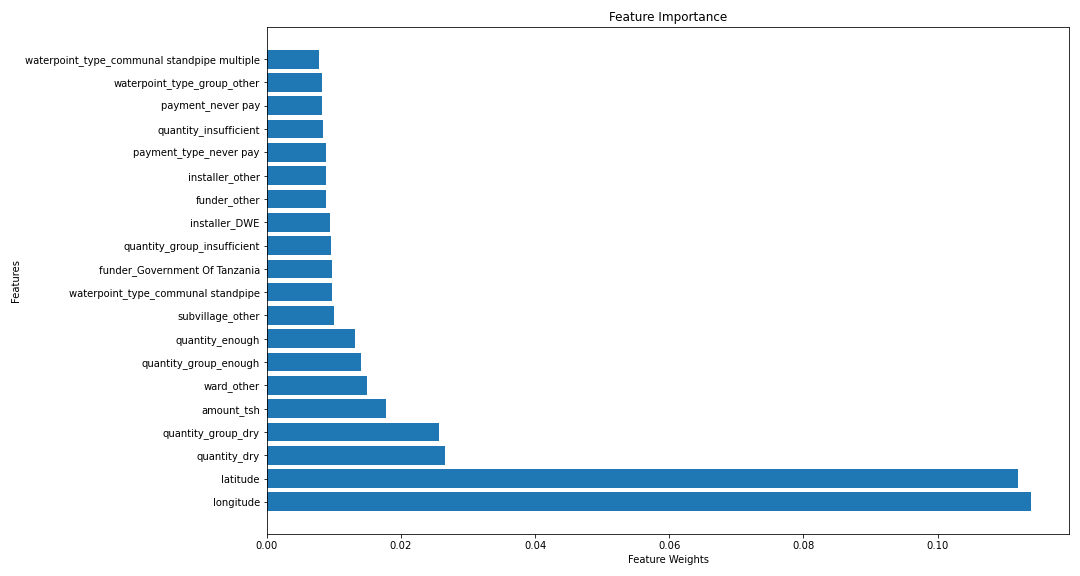 Feature Importance
waterpoint_type_communal standpipe multiple
waterpoint_type_group_other
payment_never pay
quantity_insufficient
payment_type_never pay
installer_other
funder_other
installer_DWE
quantity_group_insufficient
funder_Government Of Tanzania
waterpoint_type_communal standpipe
subvillage_other
quantity_enough
quantity_group_enough
ward_other
amount_tsh
quantity_group_dry
quantity_dry
latitude
longitude
Features
0.00 0.02 0.04 0.06 0.08 0.10
Feature Weights